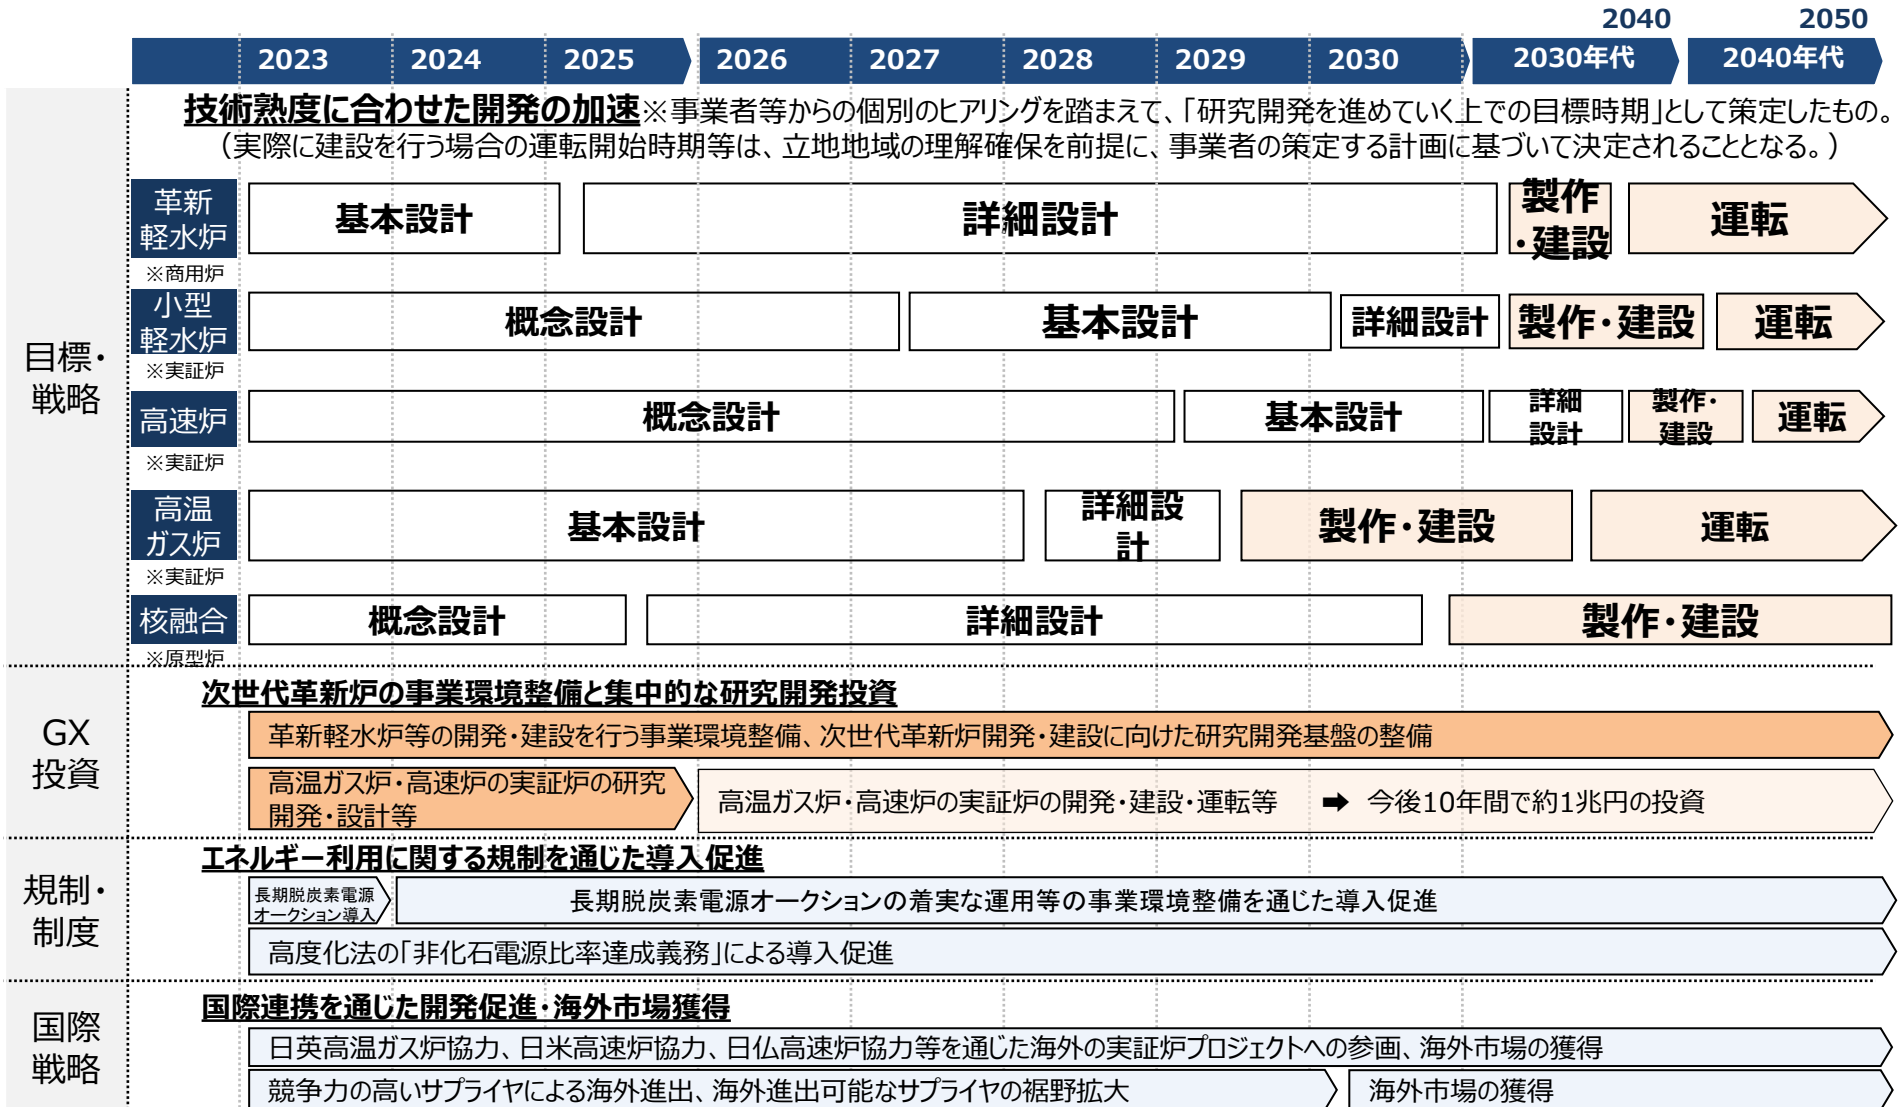 2040 2050
2023 2024 2025 2026 2027 2028 2029 2030 2030年代 2040年代
目標・
戦略
技術熟度に合わせた開発の加速※事業者等からの個別のヒアリングを踏まえて、「研究開発を進めていく上での目標時期」として策定したもの。
（実際に建設を行う場合の運転開始時期等は、立地地域の理解確保を前提に、事業者の策定する計画に基づいて決定されることとなる。）
革新
軽水炉
※商用炉
基本設計
詳細設計
製作
・建設
運転
小型
軽水炉
※実証炉
概念設計
基本設計
詳細設計
製作・建設
運転
高速炉
※実証炉
概念設計
基本設計
詳細
設計
製作・
建設
運転
高温
ガス炉
※実証炉
基本設計
詳細設
計
製作・建設
運転
核融合
※原型炉
概念設計
詳細設計
製作・建設
GX
投資
次世代革新炉の事業環境整備と集中的な研究開発投資
革新軽水炉等の開発・建設を行う事業環境整備、次世代革新炉開発・建設に向けた研究開発基盤の整備
高温ガス炉・高速炉の実証炉の研究
開発・設計等
高温ガス炉・高速炉の実証炉の開発・建設・運転等 ➡ 今後10年間で約1兆円の投資
規制・
制度
エネルギー利用に関する規制を通じた導入促進
長期脱炭素電源
オークション導入
長期脱炭素電源オークションの着実な運用等の事業環境整備を通じた導入促進
高度化法の「非化石電源比率達成義務」による導入促進
国際
戦略
国際連携を通じた開発促進・海外市場獲得
日英高温ガス炉協力、日米高速炉協力、日仏高速炉協力等を通じた海外の実証炉プロジェクトへの参画、海外市場の獲得
競争力の高いサプライヤによる海外進出、海外進出可能なサプライヤの裾野拡大
海外市場の獲得